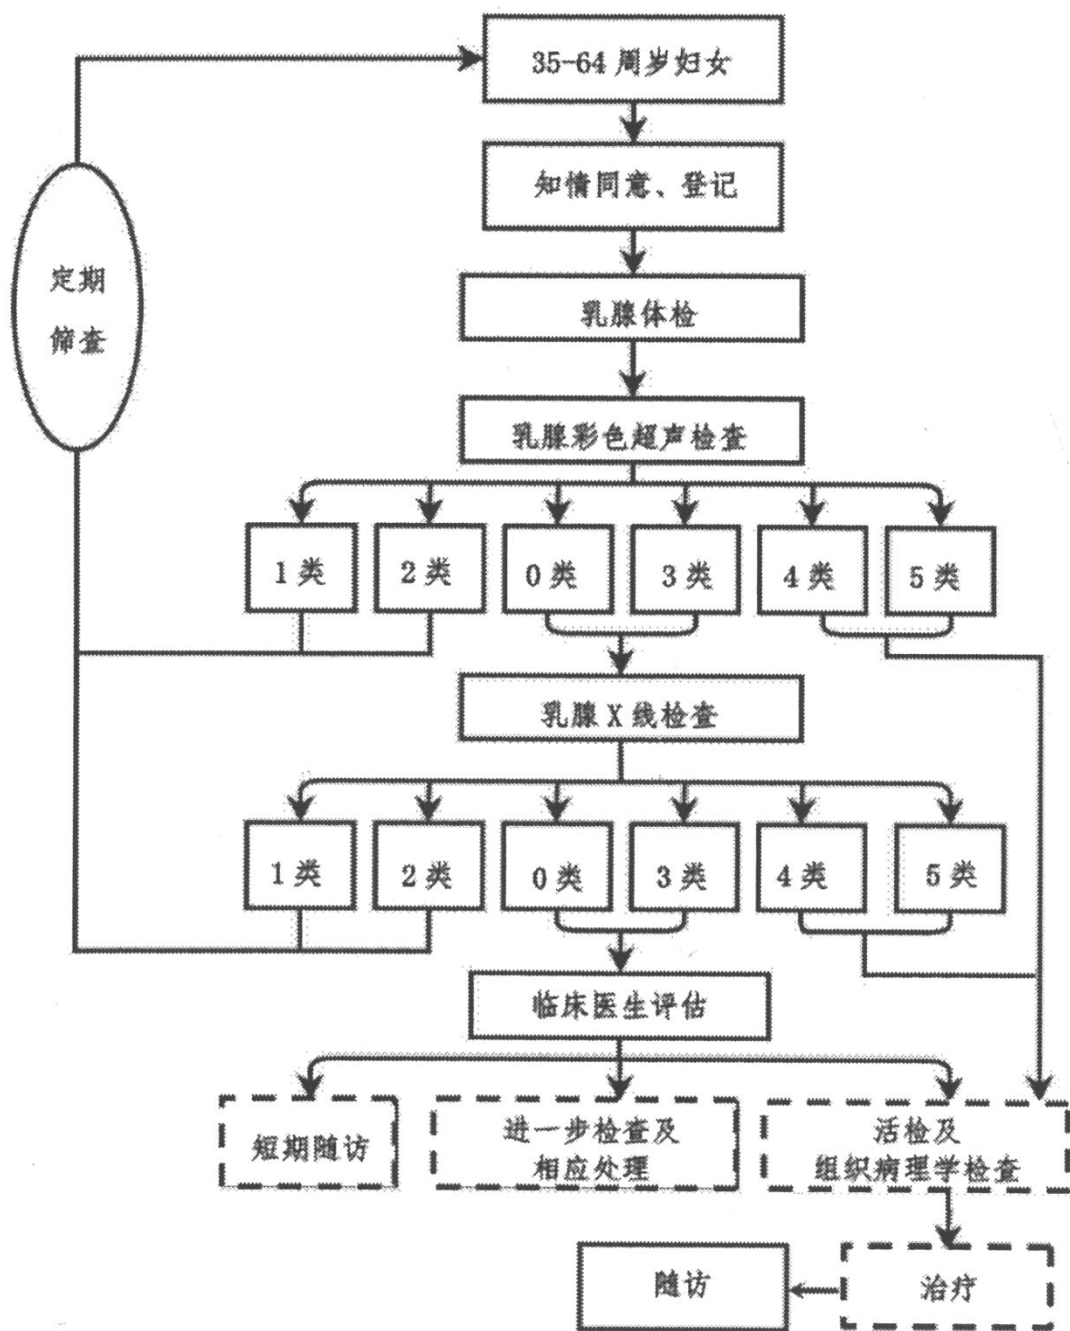 35-64 周岁妇女
知情同意、登记
定期
筛查
乳腺体检
乳腺彩色超声检查
1 类
2 类
0 类
3 类
4 类
5 类
乳腺 X 线检查
1 类
2 类
0 类
3 类
4 类
5 类
临床医生评估
短期随访
进一步检查及
相应处理
活检及
组织病理学检查
随访
治疗